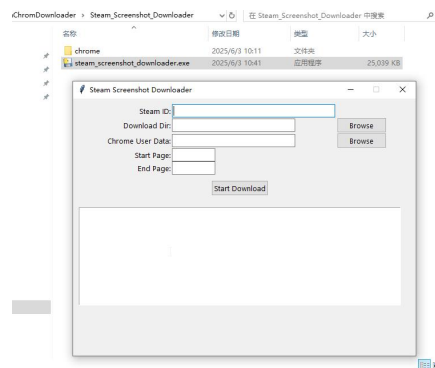 iChromDownloader > Steam_Screenshot_Downloader
在 Steam_Screenshot_Downloader 中搜索
名称 修改日期 类型 大小
chrome 2025/6/3 10:11 文件夹
steam_screenshot_downloader.exe 2025/6/3 10:41 应用程序 25,039 KB
Steam Screenshot Downloader
Steam ID:
Download Dir: Browse
Chrome User Data: Browse
Start Page:
End Page:
Start Download